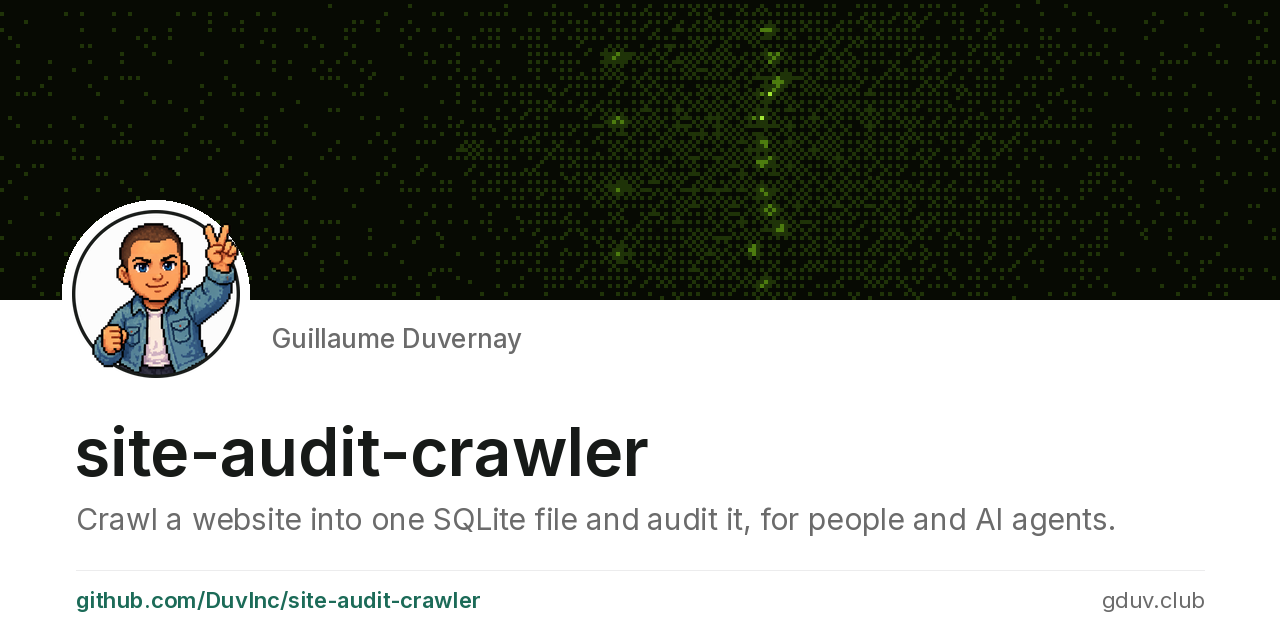 Guillaume Duvernay
site-audit-crawler
Crawl a website into one SQLite file and audit it, for people and AI agents.
github.com/DuvInc/site-audit-crawler
gduv.club